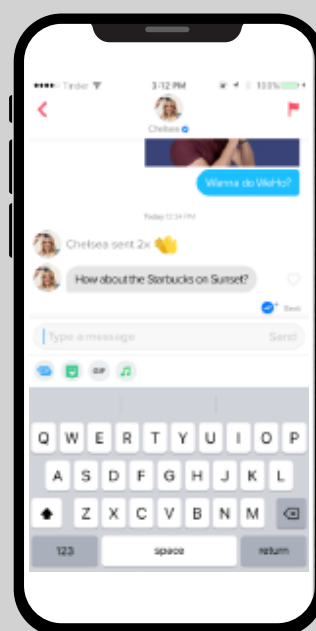 Tinder 3:12 PM 100%
Chelsea
Wanna do WeHo?
Today 12:34 PM
Chelsea sent 2x
How about the Starbucks on Sunset?
Sent
Type a message Send
GIF
Q W E R T Y U I O P
A S D F G H J K L
Z X C V B N M
123 space return